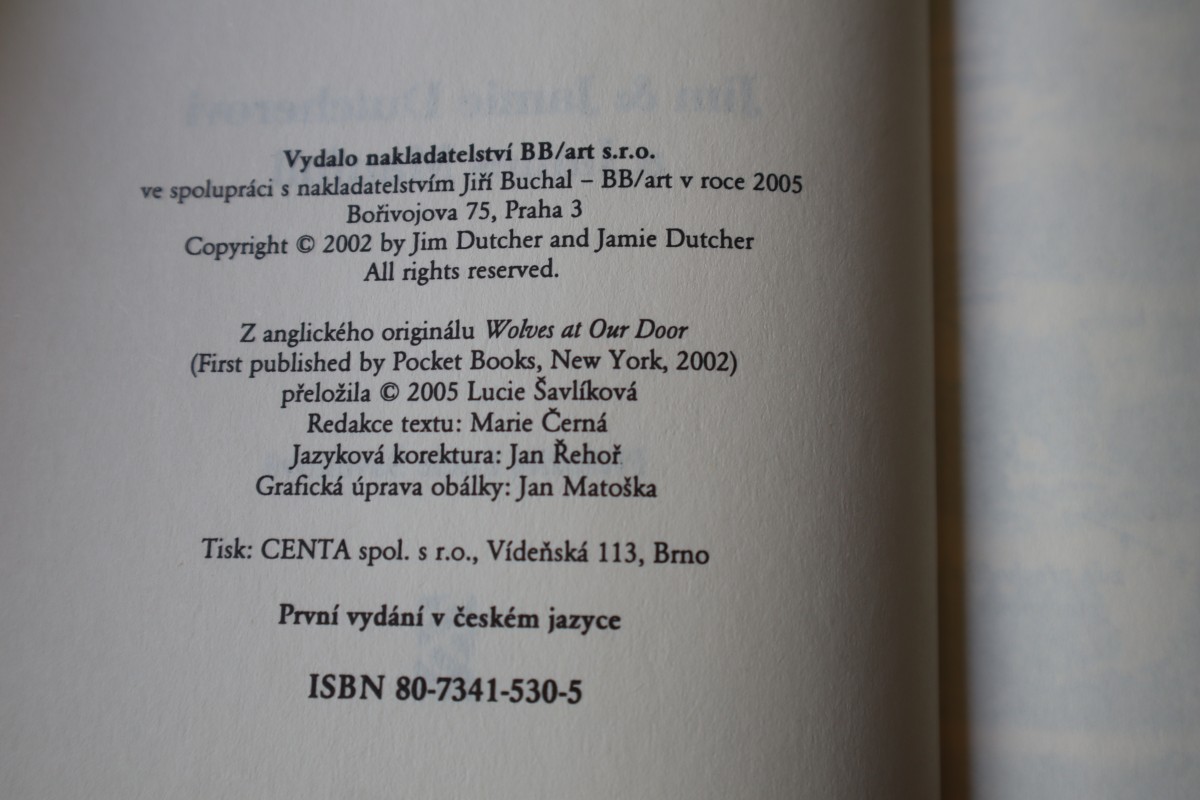 Vydalo nakladatelství BB/art s.r.o.
ve spolupráci s nakladatelstvím Jiří Buchal – BB/art v roce 2005
Bořivojova 75, Praha 3
Copyright © 2002 by Jim Dutcher and Jamie Dutcher
All rights reserved.
Z anglického originálu Wolves at Our Door
(First published by Pocket Books, New York, 2002)
přeložila © 2005 Lucie Šavlíková
Redakce textu: Marie Černá
Jazyková korektura: Jan Řehoř
Grafická úprava obálky: Jan Matoška
Tisk: CENTA spol. s r.o., Vídeňská 113, Brno
První vydání v českém jazyce
ISBN 80-7341-530-5